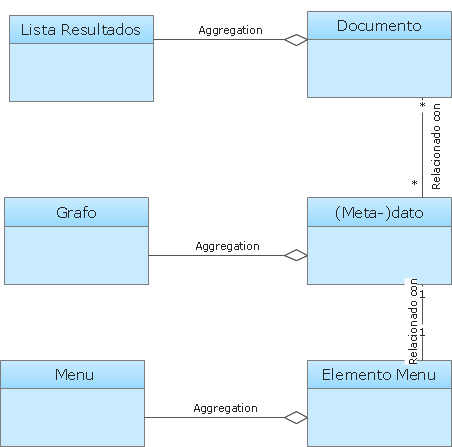 Lista Resultados
Aggregation
Documento
*
Relacionado con
*
Grafo
Aggregation
(Meta-)dato
1
Relacionado con
1
Menu
Aggregation
Elemento Menu